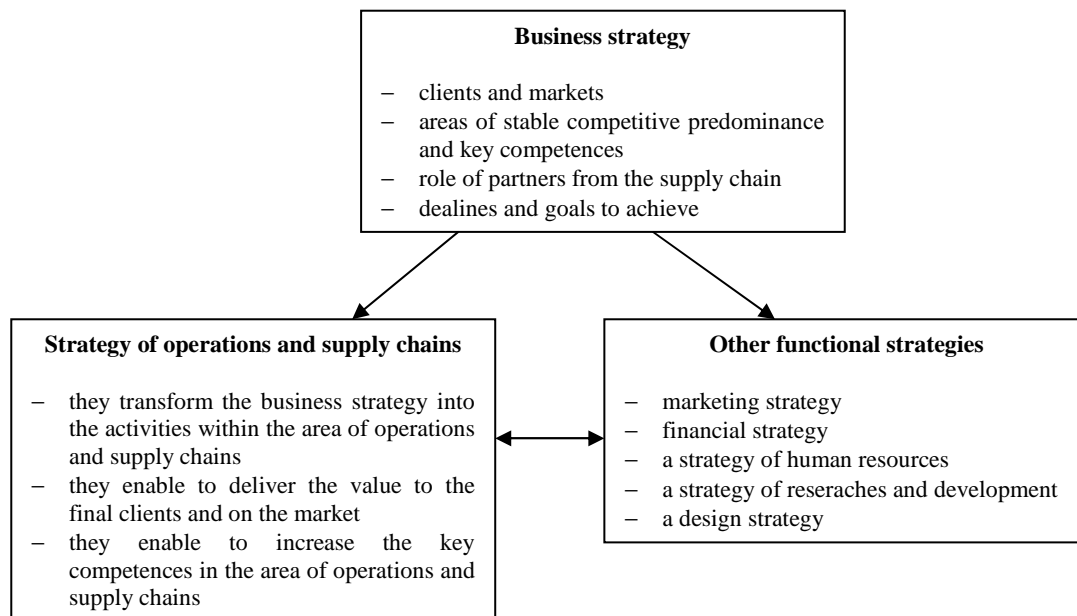 Business strategy
– clients and markets
– areas of stable competitive predominance
and key competences
– role of partners from the supply chain
– dealines and goals to achieve
Strategy of operations and supply chains
– they transform the business strategy into
the activities within the area of operations
and supply chains
– they enable to deliver the value to the
final clients and on the market
– they enable to increase the key
competences in the area of operations and
supply chains
Other functional strategies
– marketing strategy
– financial strategy
– a strategy of human resources
– a strategy of reseraches and development
– a design strategy